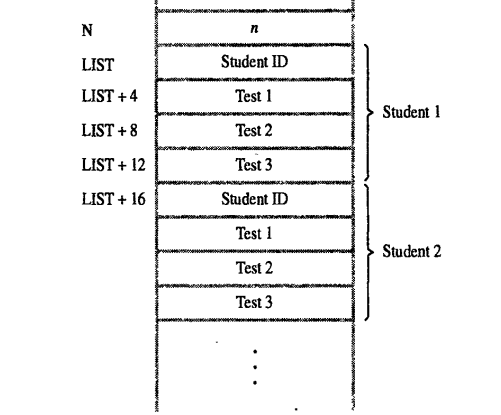 N n
LIST Student ID
LIST + 4 Test 1
Student 1
LIST + 8 Test 2
LIST + 12 Test 3
LIST + 16 Student ID
Test 1
Student 2
Test 2
Test 3